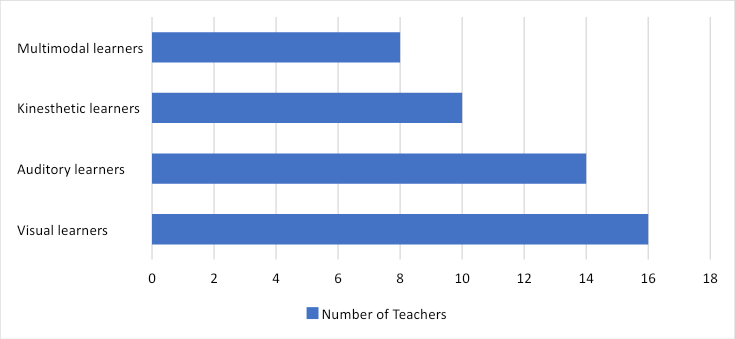 Multimodal learners
Kinesthetic learners
Auditory learners
Visual learners
0 2 4 6 8 10 12 14 16 18
Number of Teachers